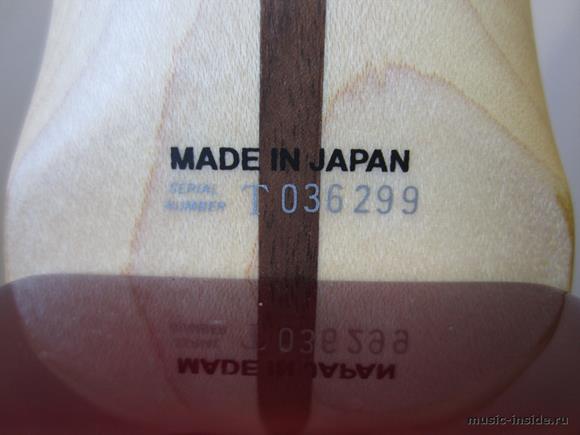 MADE IN JAPAN
SERIAL
NUMBER T 036299
music-inside.ru